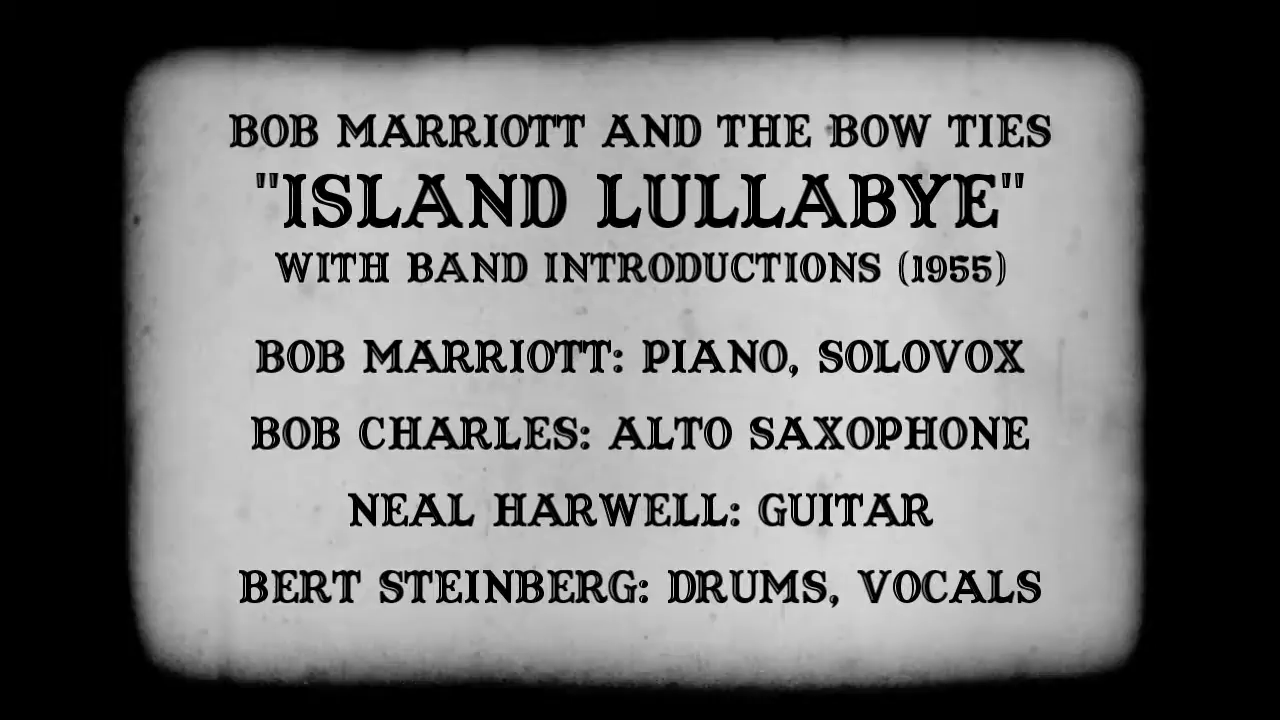 BOB MARRIOTT AND THE BOW TIES
"ISLAND LULLABYE"
WITH BAND INTRODUCTIONS (1955)
BOB MARRIOTT: PIANO, SOLOVOX
BOB CHARLES: ALTO SAXOPHONE
NEAL HARWELL: GUITAR
BERT STEINBERG: DRUMS, VOCALS